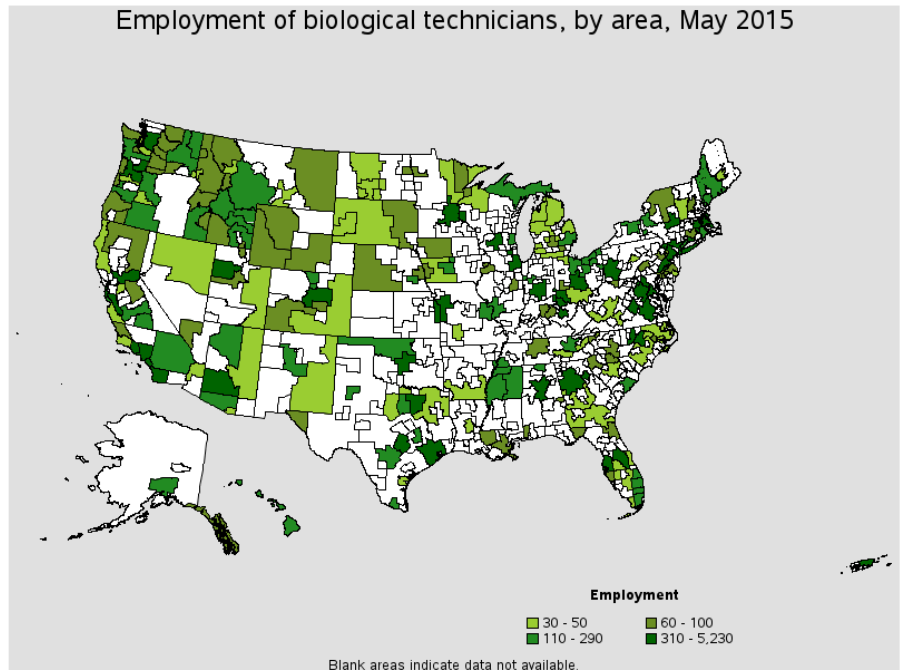 Employment of biological technicians, by area, May 2015
Employment
30 - 50
60 - 100
110 - 290
310 - 5,230
Blank areas indicate data not available.